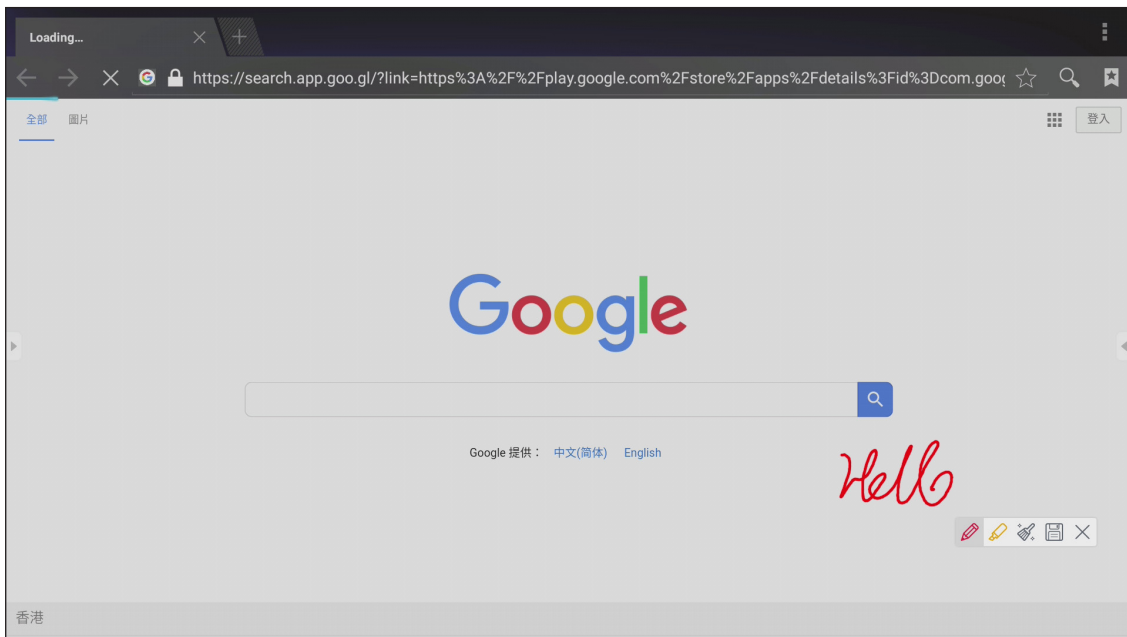 Loading...
https://search.app.goo.gl/?link=https%3A%2F%2Fplay.google.com%2Fstore%2Fapps%2Fdetails%3Fid%3Dcom.goog
全部 圖片 登入
Google
Google 提供： 中文(简体) English
Hello
香港